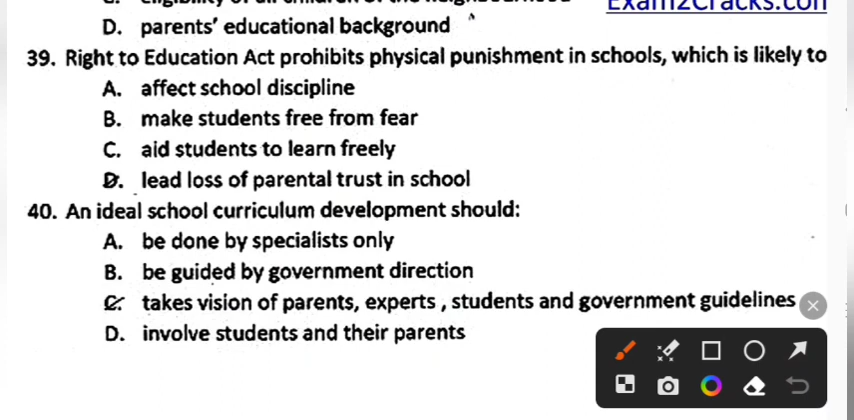 Exam2Cracks.com
D. parents' educational background
39. Right to Education Act prohibits physical punishment in schools, which is likely to
A. affect school discipline
B. make students free from fear
C. aid students to learn freely
D. lead loss of parental trust in school
40. An ideal school curriculum development should:
A. be done by specialists only
B. be guided by government direction
C. takes vision of parents, experts , students and government guidelines
D. involve students and their parents